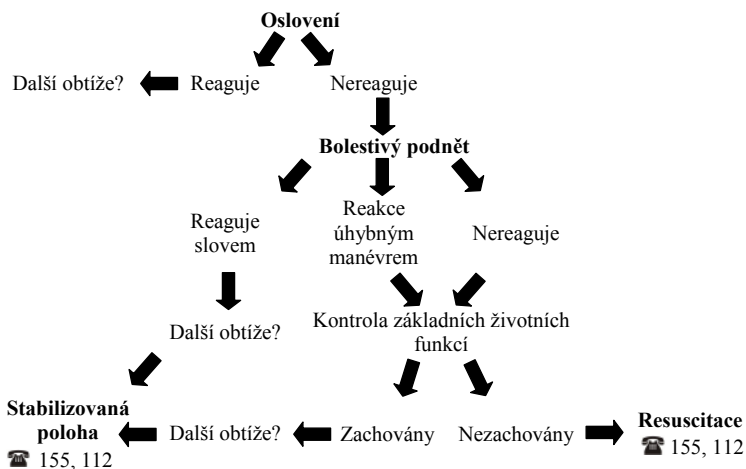 Oslovení
Další obtíže?
Reaguje
Nereaguje
Bolestivý podnět
Reaguje
slovem
Reakce
úhybným
manévrem
Nereaguje
Další obtíže?
Kontrola základních životních
funkcí
Stabilizovaná
poloha
☎ 155, 112
Další obtíže?
Zachovány
Nezachovány
Resuscitace
☎ 155, 112